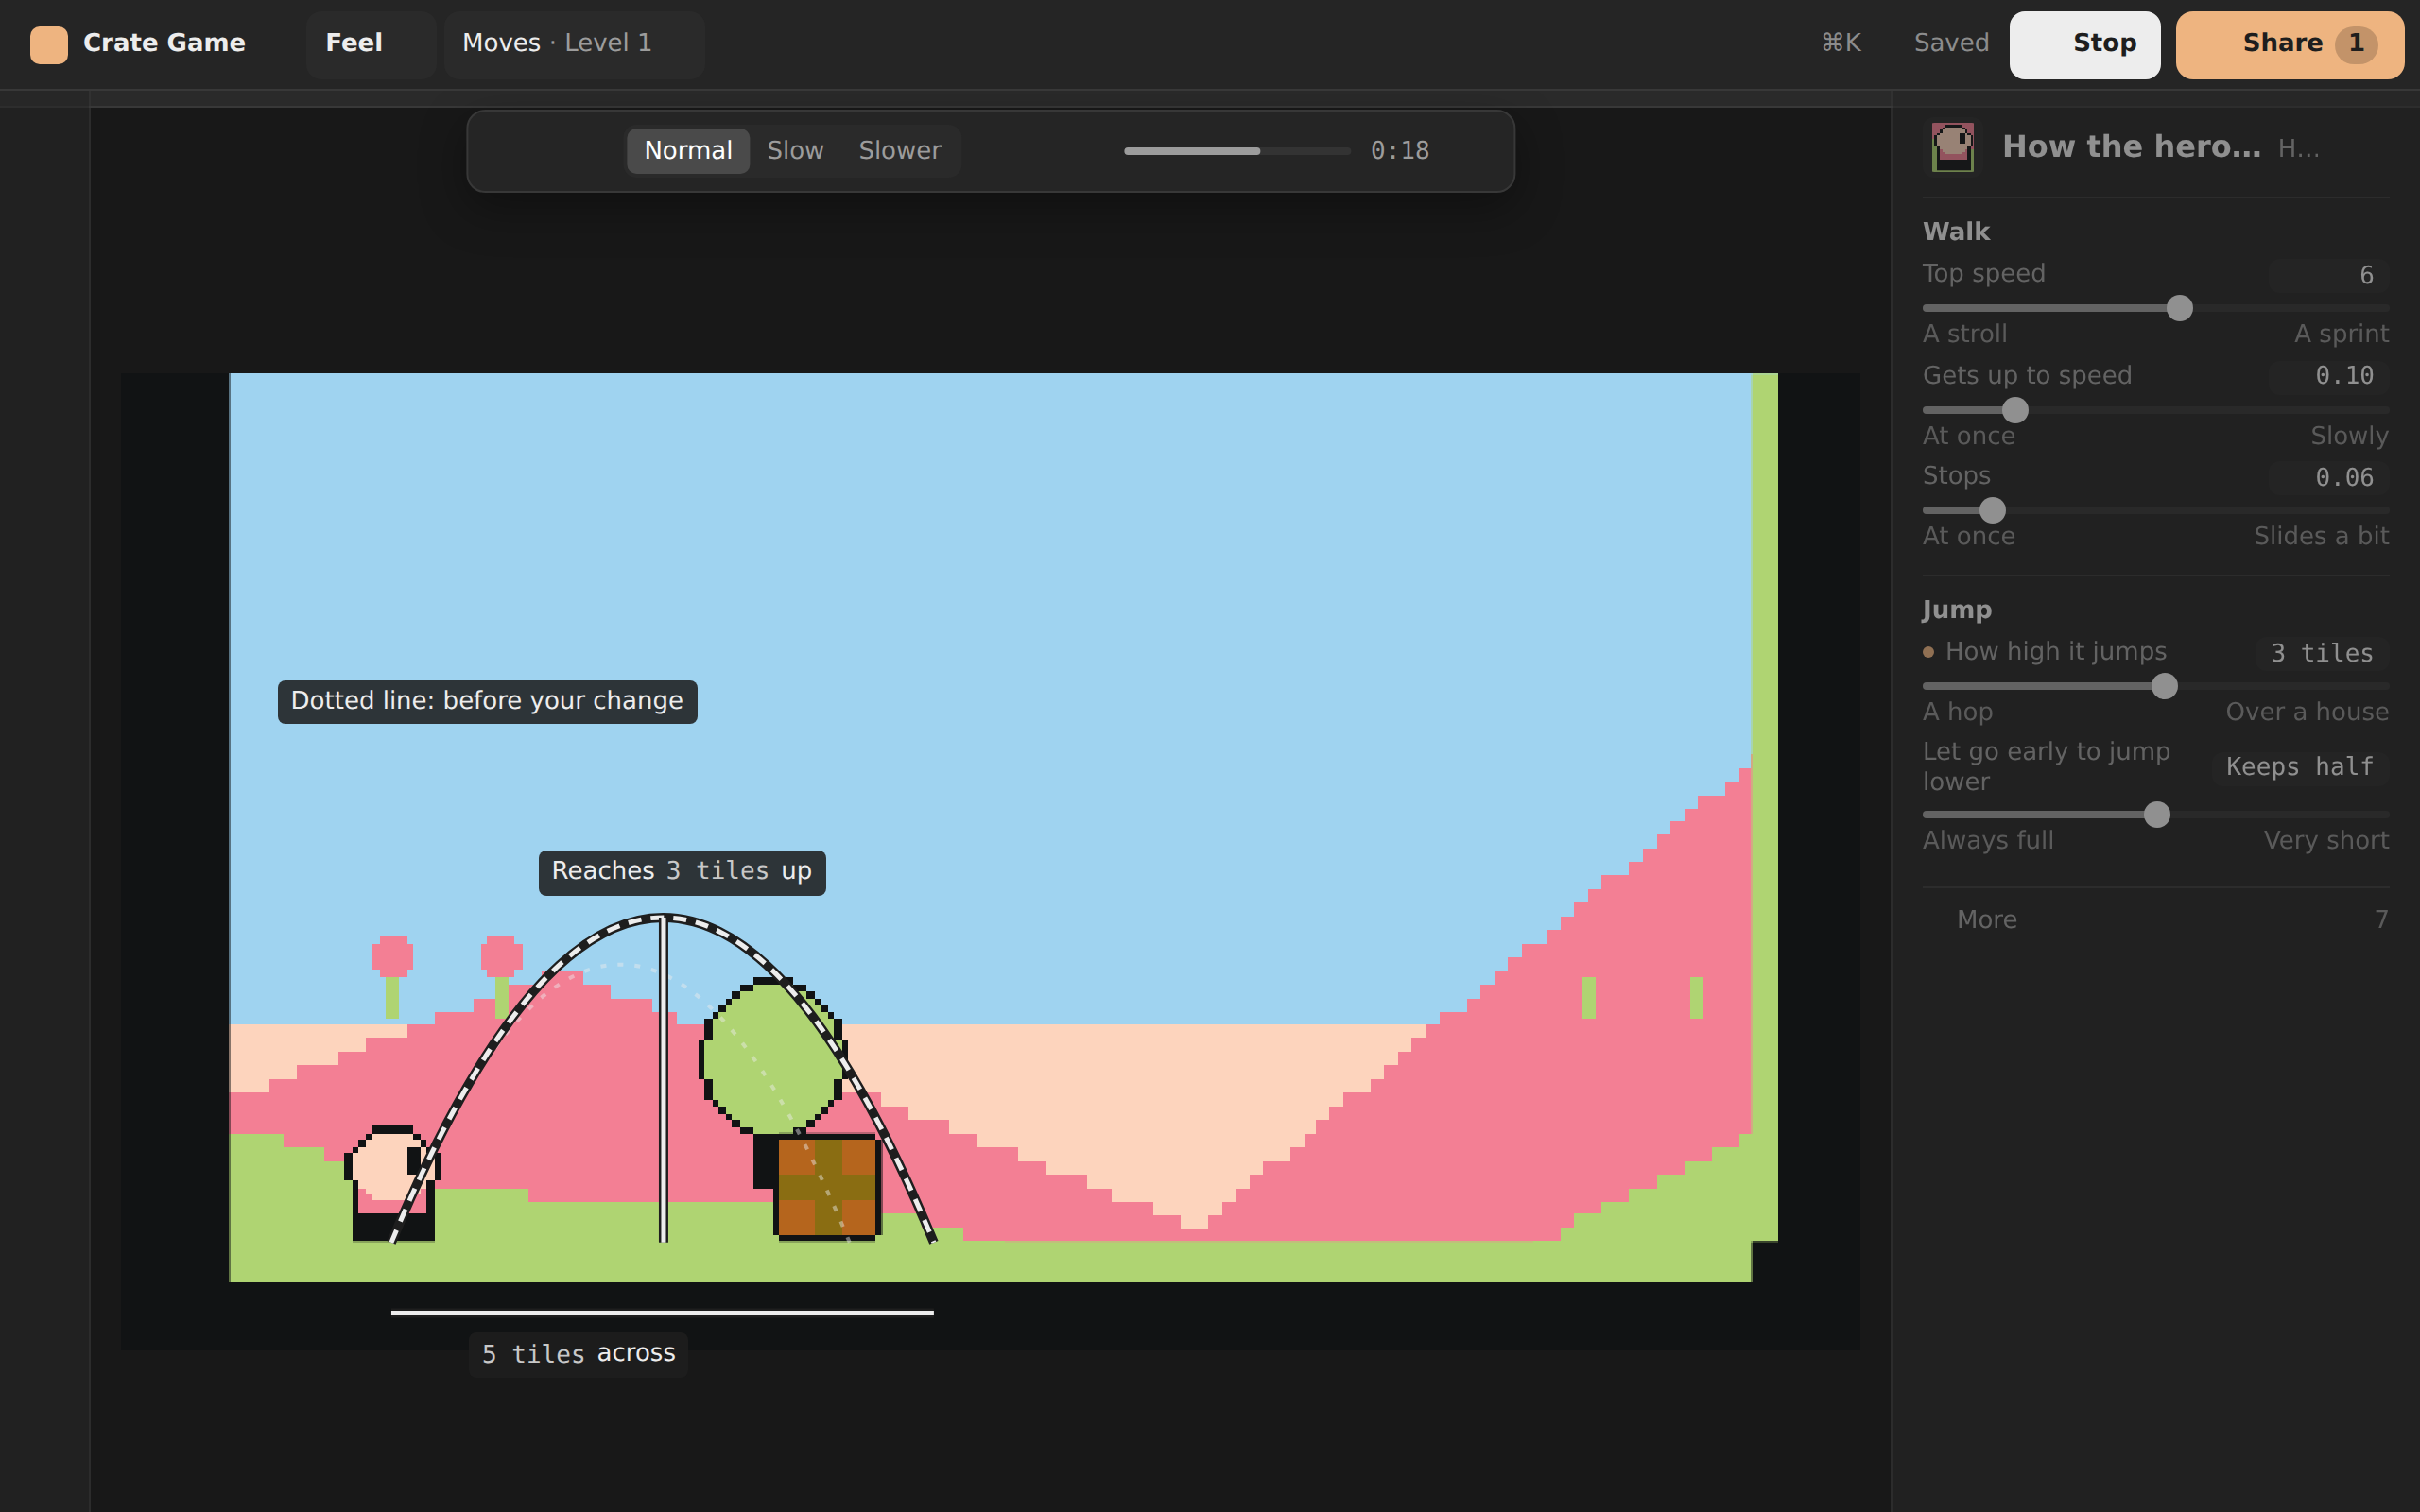 Crate Game
Feel
Moves · Level 1
⌘K
Saved
Stop
Share 1
Normal
Slow
Slower
0:18
How the hero… H…
Walk
Top speed
6
A stroll
A sprint
Gets up to speed
0.10
At once
Slowly
Stops
0.06
At once
Slides a bit
Jump
How high it jumps
3 tiles
A hop
Over a house
Let go early to jump
lower
Keeps half
Always full
Very short
More
7
Dotted line: before your change
Reaches 3 tiles up
5 tiles across